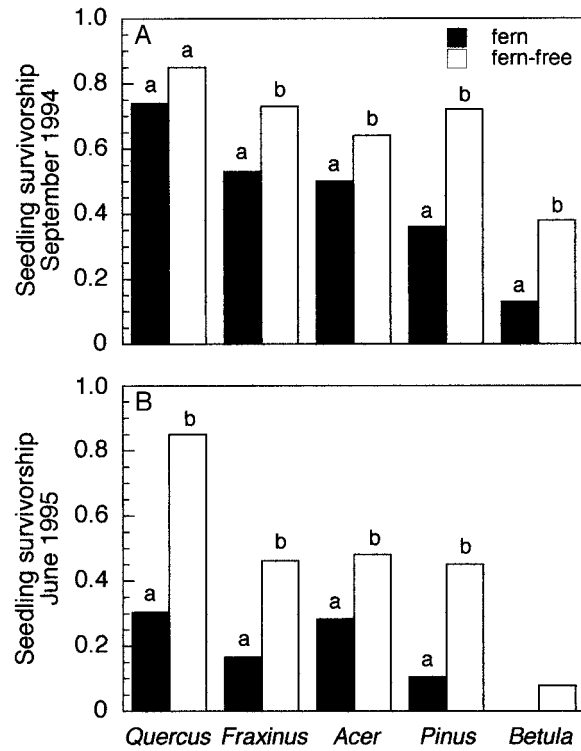 A
fern
fern-free
Seedling survivorship
September 1994
1.0
0.8
0.6
0.4
0.2
0
a
a
a
b
a
b
a
b
a
b
B
Seedling survivorship
June 1995
1.0
0.8
0.6
0.4
0.2
0
a
b
a
b
a
b
a
b
Quercus Fraxinus Acer Pinus Betula